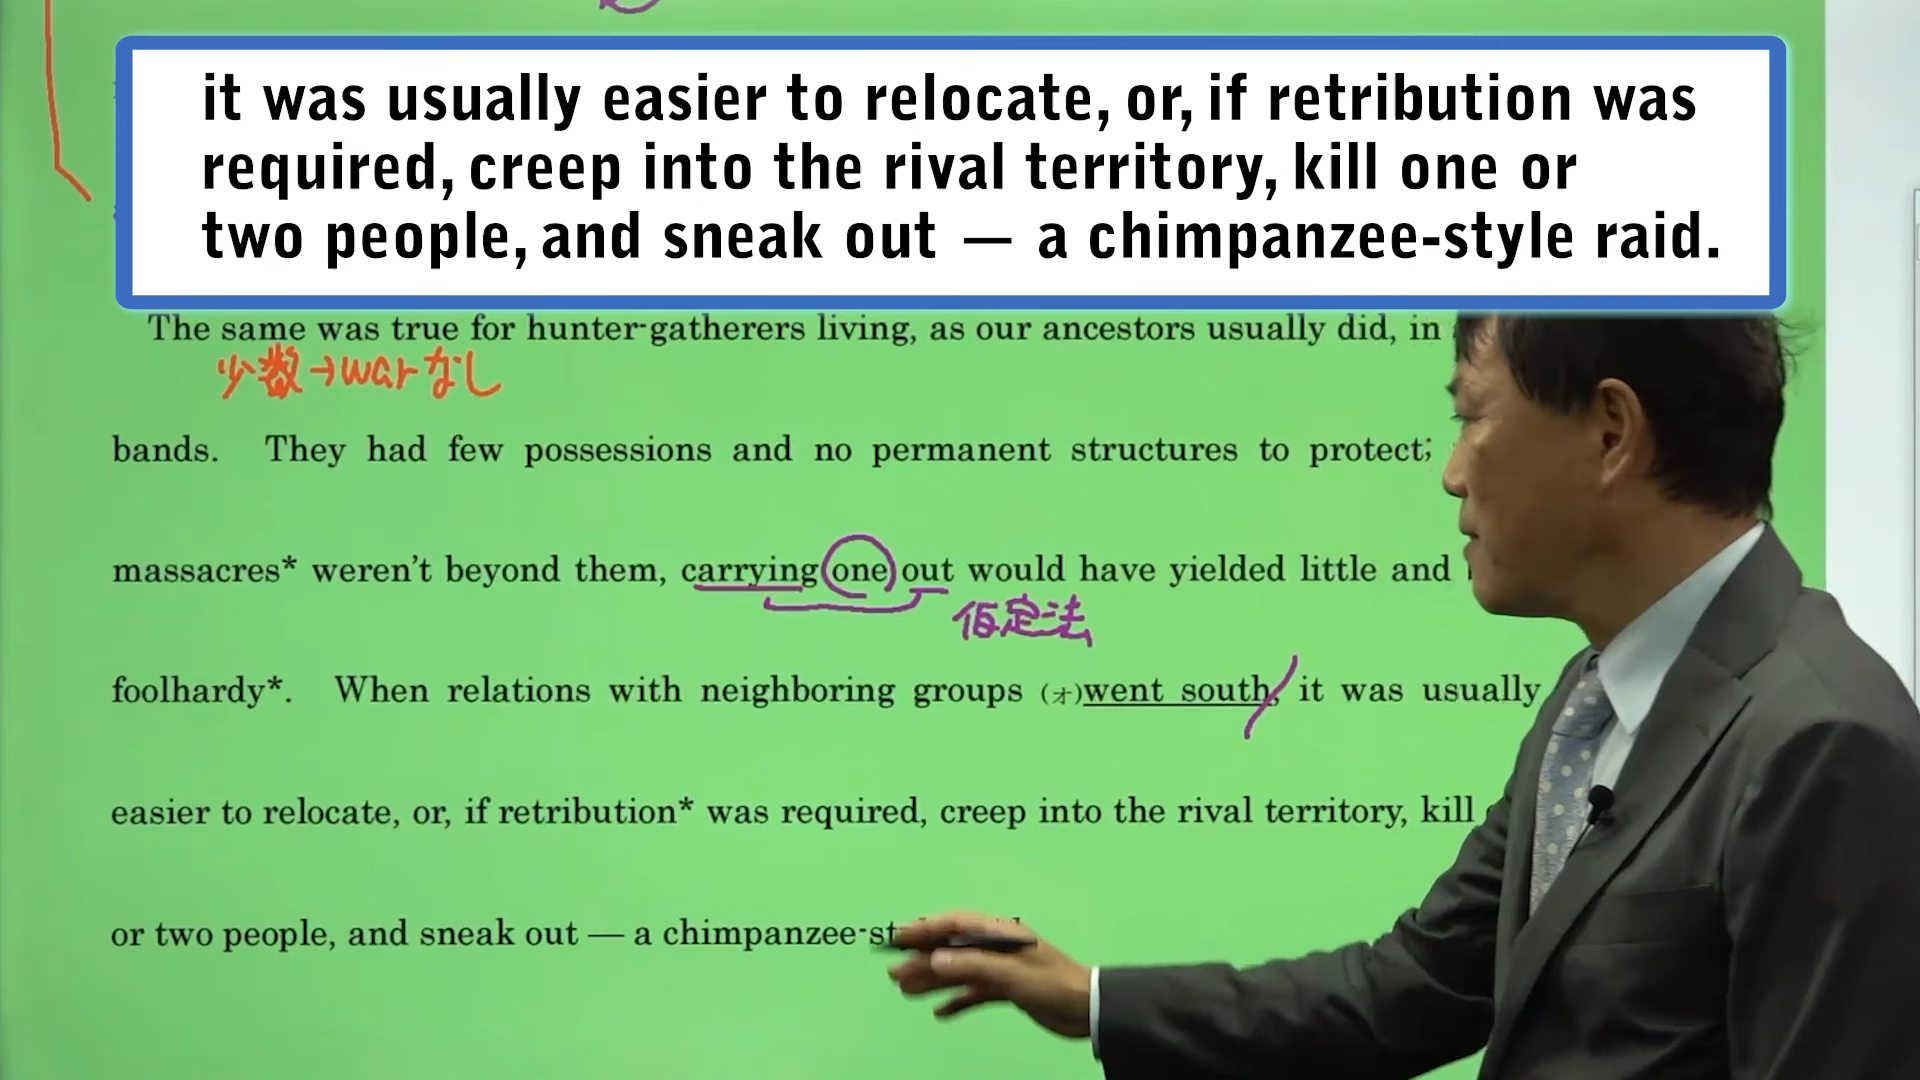 it was usually easier to relocate, or, if retribution was
required, creep into the rival territory, kill one or
two people, and sneak out — a chimpanzee-style raid.
The same was true for hunter-gatherers living, as our ancestors usually did, in
少数→warなし
bands. They had few possessions and no permanent structures to protect;
massacres* weren't beyond them, carrying one out would have yielded little and
仮定法
foolhardy*. When relations with neighboring groups (オ)went south, it was usually
easier to relocate, or, if retribution* was required, creep into the rival territory, kill
or two people, and sneak out — a chimpanzee-st